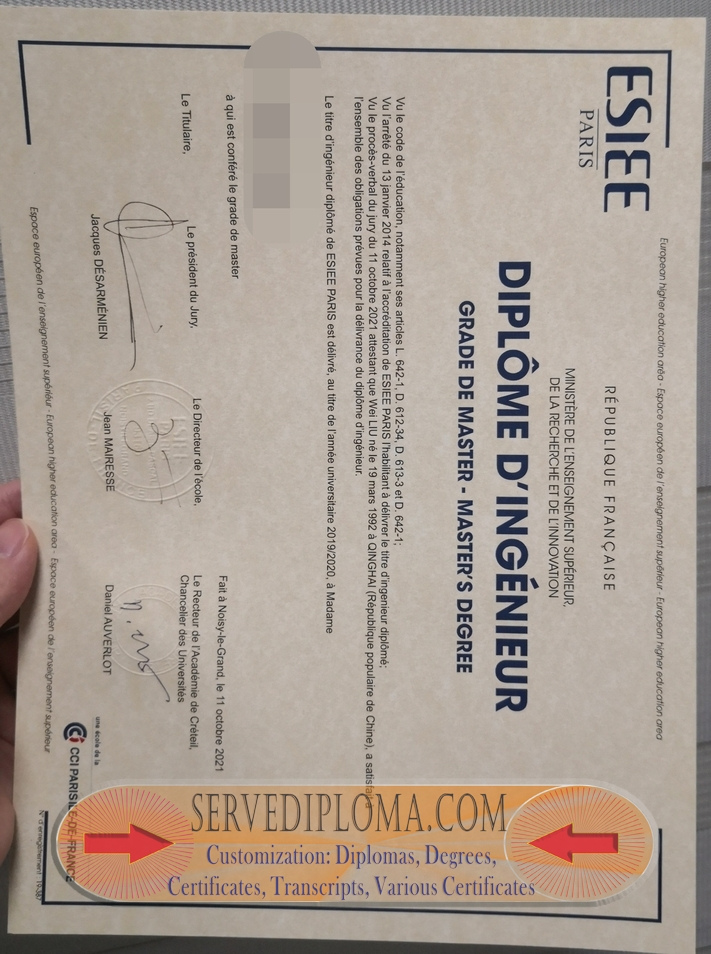 ESIEE
PARIS
European higher education aréa - Espace européen de l'enseignement supérieur - European higher education area
RÉPUBLIQUE FRANÇAISE
MINISTÈRE DE L'ENSEIGNEMENT SUPÉRIEUR,
DE LA RECHERCHE ET DE L'INNOVATION
DIPLÔME D'INGÉNIEUR
GRADE DE MASTER - MASTER'S DEGREE
Vu le code de l'éducation, notamment ses articles L. 642-1, D. 612-34, D. 613-3 et D. 642-1;
Vu l'arrêté du 13 janvier 2014 relatif à l'accréditation de ESIEE PARIS l'habilitant à délivrer le titre d'ingénieur diplômé;
Vu le procès-verbal du jury du 11 octobre 2021 attestant que Wei LIU né le 19 mars 1992 à QINGHAI (République populaire de Chine), a satisfait à
l'ensemble des obligations prévues pour la délivrance du diplôme d'ingénieur.
Le titre d'ingénieur diplômé de ESIEE PARIS est délivré, au titre de l'année universitaire 2019/2020, à Madame
à qui est conféré le grade de master
Fait à Noisy-le-Grand, le 11 octobre 2021
Le Titulaire,
Le président du Jury,
Jacques DÉSARMÉNIEN
Le Directeur de l'école,
Jean MAIRESSE
Le Recteur de l'Académie de Créteil,
Chancelier des Universités
Daniel AUVERLOT
une école de la
CCI PARIS ILE-DE-FRANCE
Espace européen de l'enseignement supérieur - European higher education area - Espace européen de l'enseignement supérieur
N° d'enregistrement :
SERVEDIPLOMA.COM
Customization: Diplomas, Degrees,
Certificates, Transcripts, Various Certificates